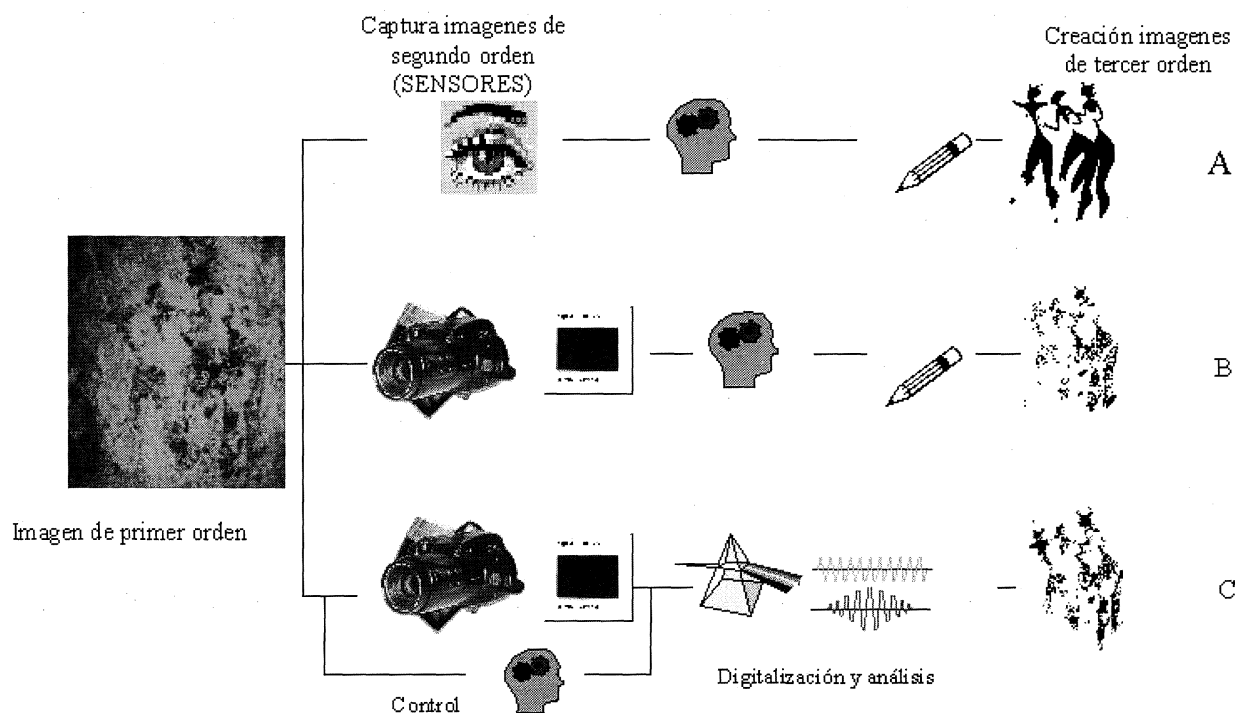 Captura imagenes de
segundo orden
(SENSORES)
Creación imagenes
de tercer orden
A
B
Imagen de primer orden
C
Digitalización y análisis
Control